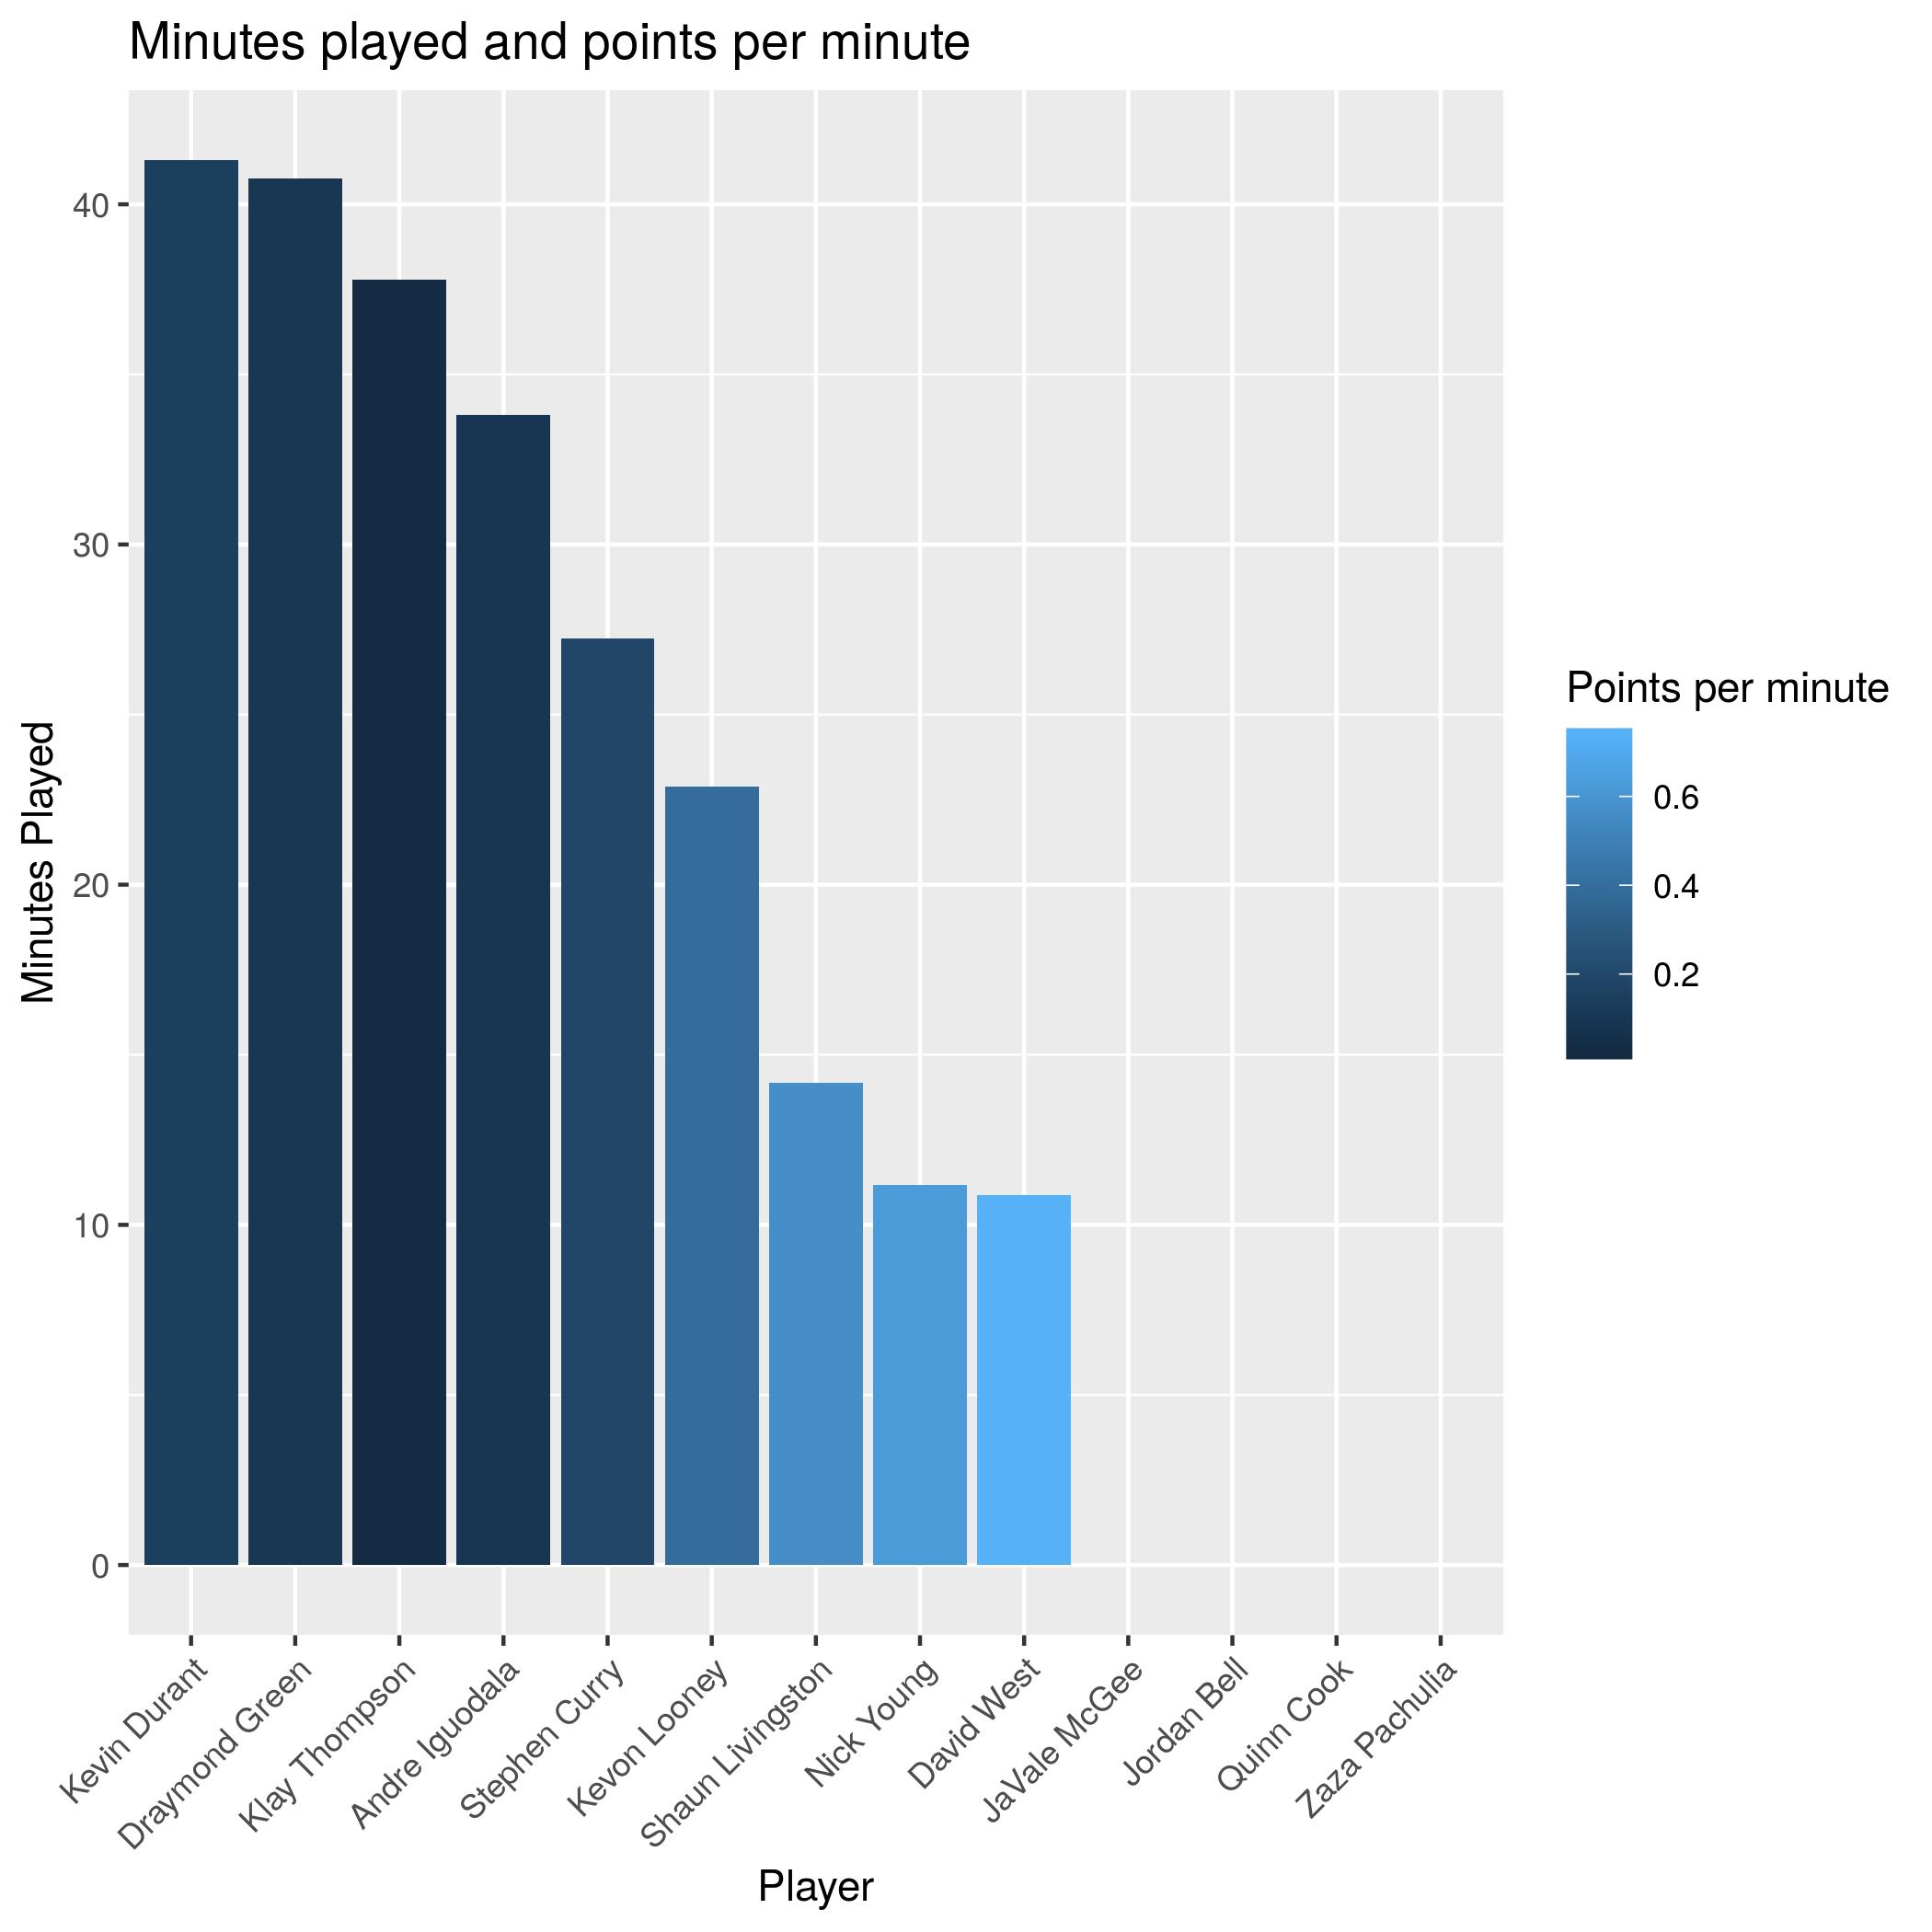 Minutes played and points per minute
Minutes Played
40
30
20
10
0
Kevin Durant
Draymond Green
Klay Thompson
Andre Iguodala
Stephen Curry
Kevon Looney
Shaun Livingston
Nick Young
David West
JaVale McGee
Jordan Bell
Quinn Cook
Zaza Pachulia
Player
Points per minute
0.6
0.4
0.2